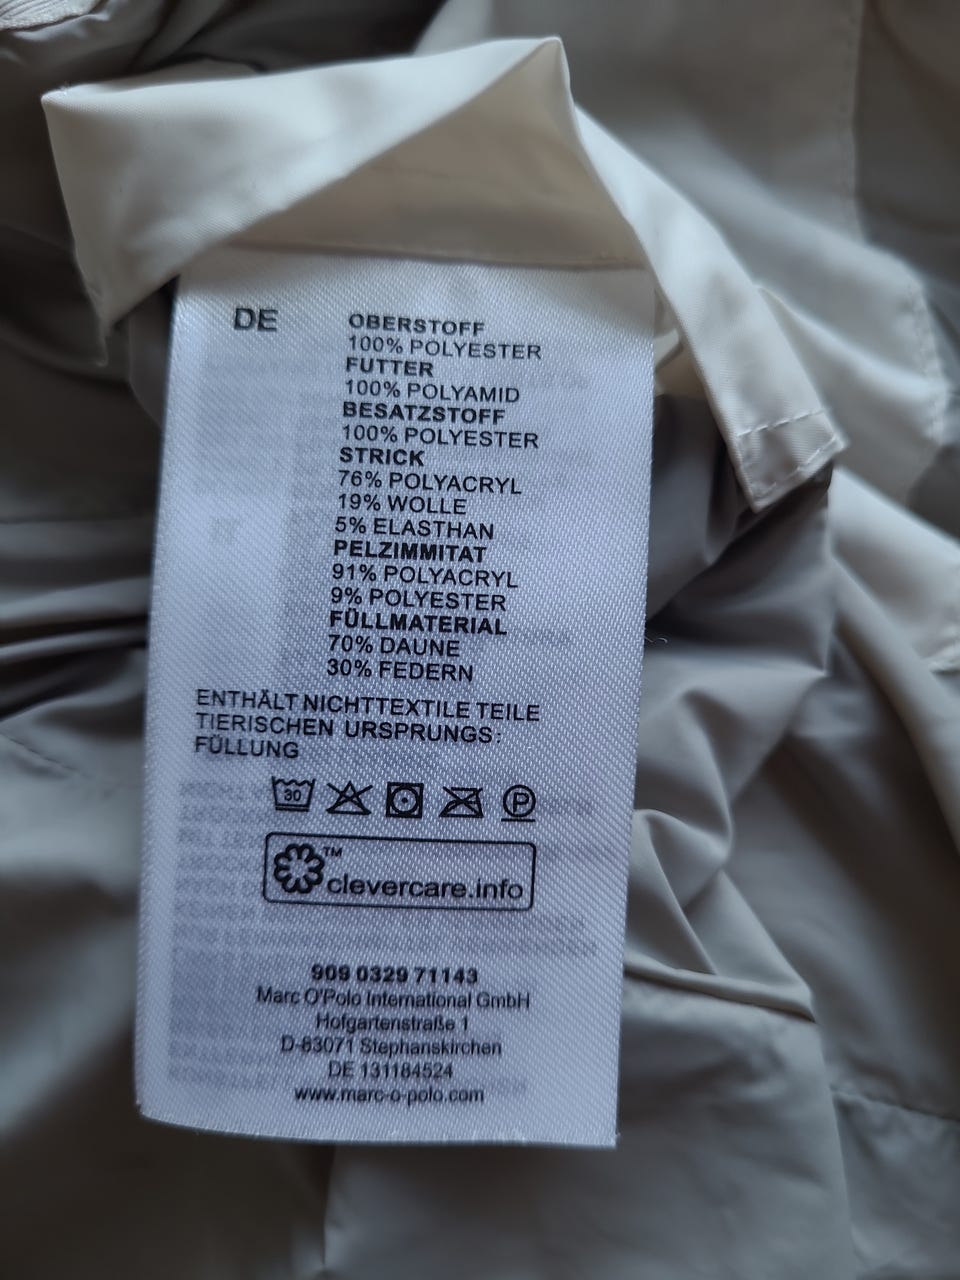 DE
OBERSTOFF
100% POLYESTER
FUTTER
100% POLYAMID
BESATZSTOFF
100% POLYESTER
STRICK
76% POLYACRYL
19% WOLLE
5% ELASTHAN
PELZIMMITAT
91% POLYACRYL
9% POLYESTER
FÜLLMATERIAL
70% DAUNE
30% FEDERN
ENTHÄLT NICHTTEXTILE TEILE
TIERISCHEN URSPRUNGS:
FÜLLUNG
30 P
™
clevercare.info
909 0329 71143
Marc O'Polo International GmbH
Hofgartenstraße 1
D-83071 Stephanskirchen
DE 131184524
www.marc-o-polo.com